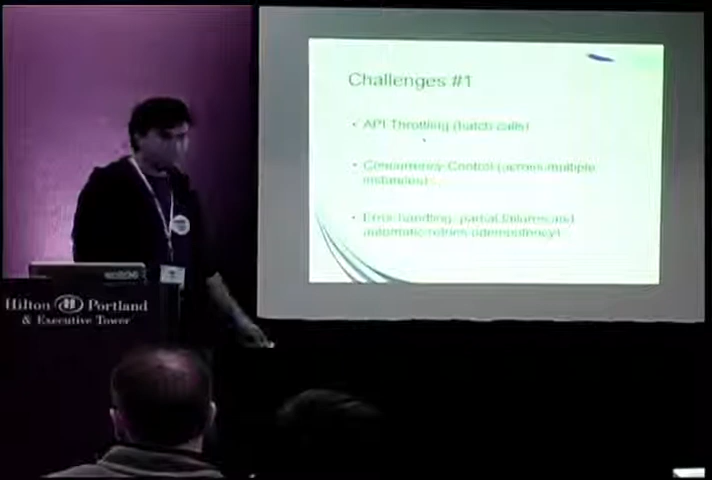 Challenges #1
API Throttling (batch calls)
Concurrency Control (across multiple
instances)
Error handling, partial failures and
automatic retries (idempotency)
Hilton Portland
& Executive Tower